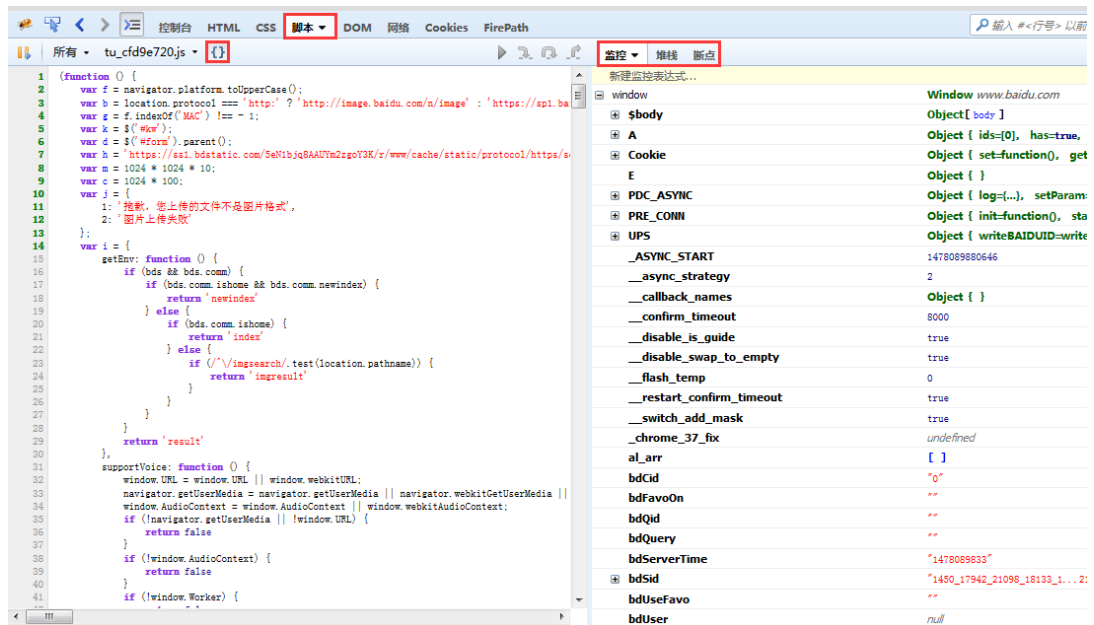 控制台 HTML CSS 脚本 DOM 网络 Cookies FirePath 输入 #<行号> 以前
所有 tu_cfd9e720.js {} 监控 堆栈 断点
新建监控表达式...
1 (function () {
2 var f = navigator.platform.toUpperCase();
3 var b = location.protocol === 'http:' ? 'http://image.baidu.com/n/image' : 'https://sp1.ba
4 var g = f.indexOf('MAC') !== - 1;
5 var k = $('#kw');
6 var d = $('#form').parent();
7 var h = 'https://ss1.bdstatic.com/5eN1bjq8AAUYm2zgoY3K/r/www/cache/static/protocol/https/s
8 var m = 1024 * 1024 * 10;
9 var c = 1024 * 100;
10 var j = {
11 1: '抱歉，您上传的文件不是图片格式',
12 2: '图片上传失败'
13 };
14 var i = {
15 getEnv: function () {
16 if (bds && bds.comm) {
17 if (bds.comm.ishome && bds.comm.newindex) {
18 return 'newindex'
19 } else {
20 if (bds.comm.ishome) {
21 return 'index'
22 } else {
23 if (/^\/imgsearch/.test(location.pathname)) {
24 return 'imgresult'
25 }
26 }
27 }
28 }
29 return 'result'
30 },
31 supportVoice: function () {
32 window.URL = window.URL || window.webkitURL;
33 navigator.getUserMedia = navigator.getUserMedia || navigator.webkitGetUserMedia ||
34 window.AudioContext = window.AudioContext || window.webkitAudioContext;
35 if (!navigator.getUserMedia || !window.URL) {
36 return false
37 }
38 if (!window.AudioContext) {
39 return false
40 }
41 if (!window.Worker) {
window Window www.baidu.com
$body Object[ body ]
A Object { ids=[0], has=true,
Cookie Object { set=function(), get
E Object { }
PDC_ASYNC Object { log={...}, setParam=
PRE_CONN Object { init=function(), sta
UPS Object { writeBAIDUID=write
_ASYNC_START 1478089880646
__async_strategy 2
__callback_names Object { }
__confirm_timeout 8000
__disable_is_guide true
__disable_swap_to_empty true
__flash_temp 0
__restart_confirm_timeout true
__switch_add_mask true
_chrome_37_fix undefined
al_arr [ ]
bdCid "0"
bdFavoOn ""
bdQid ""
bdQuery ""
bdServerTime "1478089833"
bdSid "1450_17942_21098_18133_1...21
bdUseFavo ""
bdUser null